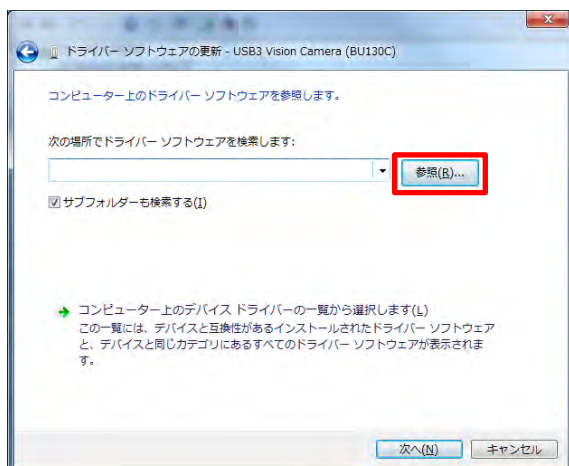 ドライバー ソフトウェアの更新 - USB3 Vision Camera (BU130C)
コンピューター上のドライバー ソフトウェアを参照します。
次の場所でドライバー ソフトウェアを検索します:
参照(R)...
サブフォルダーも検索する(I)
コンピューター上のデバイス ドライバーの一覧から選択します(L)
この一覧には、デバイスと互換性があるインストールされたドライバー ソフトウェア
と、デバイスと同じカテゴリにあるすべてのドライバー ソフトウェアが表示されま
す。
次へ(N)
キャンセル